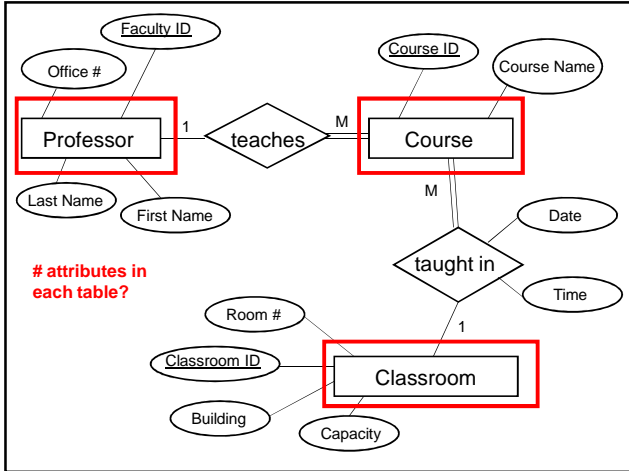 Faculty ID
Office #
Course ID
Course Name
Professor
1
teaches
M
Course
Last Name
First Name
M
Date
# attributes in
each table?
taught in
Time
Room #
1
Classroom ID
Classroom
Building
Capacity